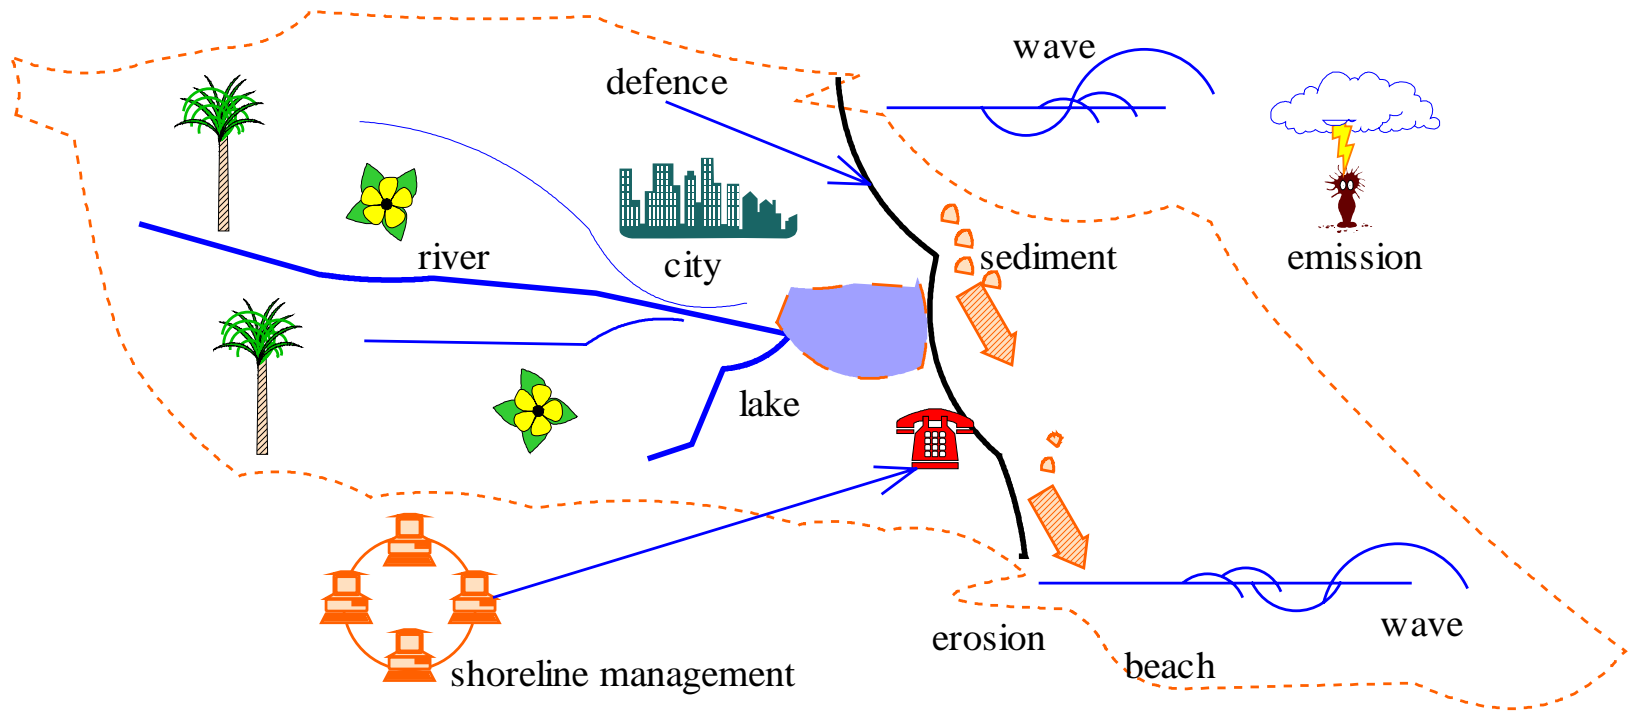 wave
defence
river
city
sediment
emission
lake
erosion
wave
beach
shoreline management